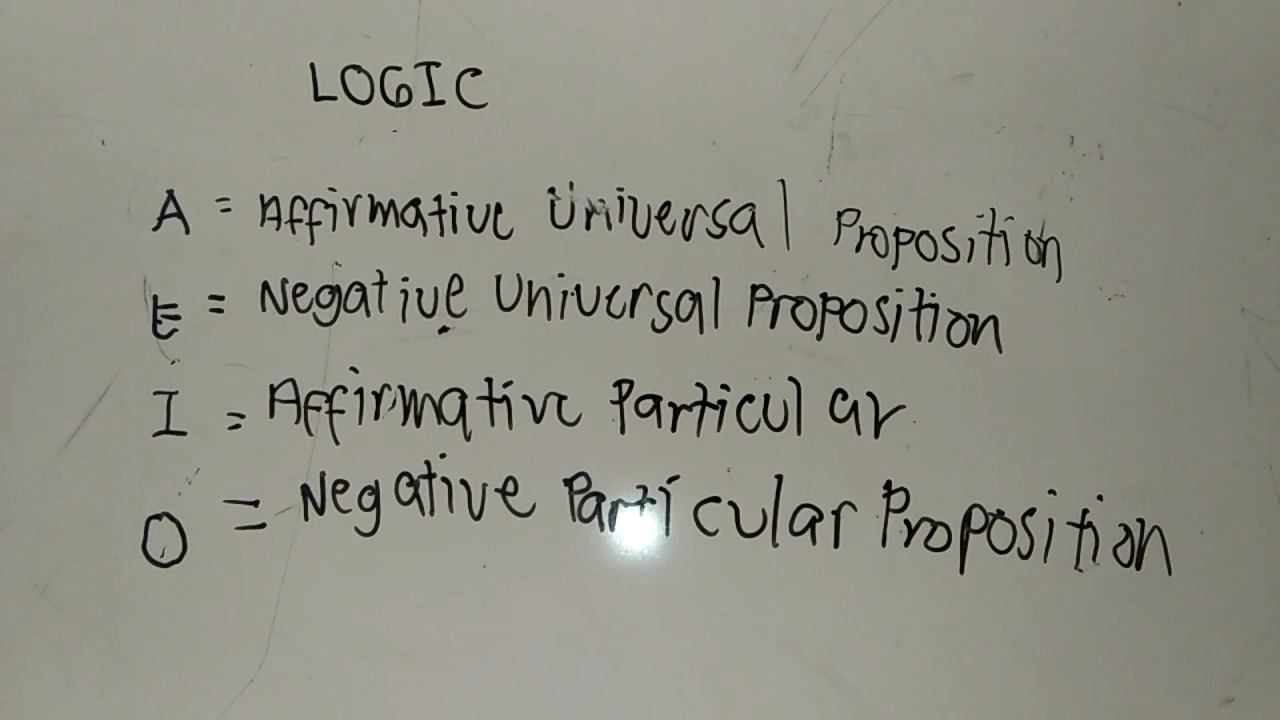 LOGIC
A = Affirmative Universal Proposition
E = Negative Universal Proposition
I = Affirmative Particular
O = Negative Particular Proposition